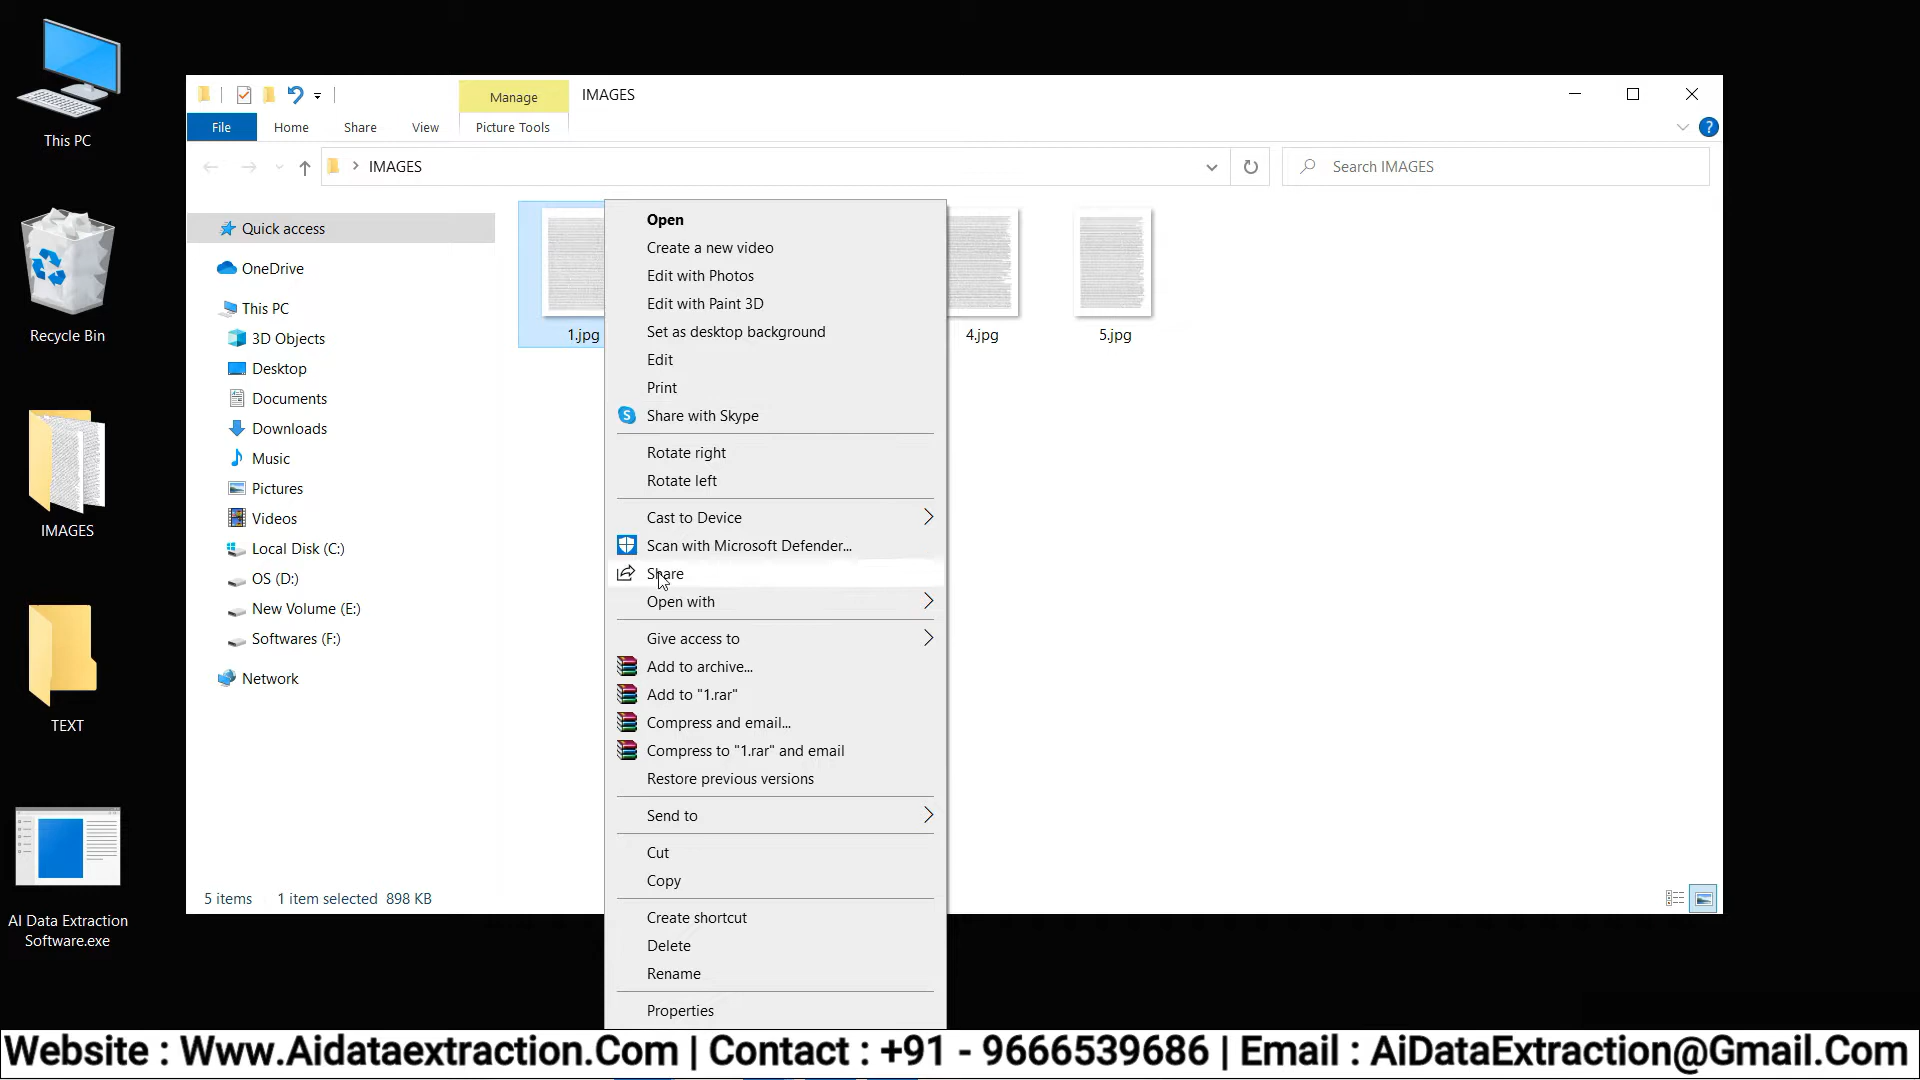 This PC
Recycle Bin
IMAGES
TEXT
AI Data Extraction
Software.exe
Manage
IMAGES
File
Home
Share
View
Picture Tools
?
IMAGES
Search IMAGES
Quick access
OneDrive
This PC
3D Objects
Desktop
Documents
Downloads
Music
Pictures
Videos
Local Disk (C:)
OS (D:)
New Volume (E:)
Softwares (F:)
Network
1.jpg
4.jpg
5.jpg
Open
Create a new video
Edit with Photos
Edit with Paint 3D
Set as desktop background
Edit
Print
S
Share with Skype
Rotate right
Rotate left
Cast to Device
Scan with Microsoft Defender...
Share
Open with
Give access to
Add to archive...
Add to "1.rar"
Compress and email...
Compress to "1.rar" and email
Restore previous versions
Send to
Cut
Copy
Create shortcut
Delete
Rename
Properties
5 items
1 item selected 898 KB
Website : Www.Aidataextraction.Com | Contact : +91 - 9666539686 | Email : AiDataExtraction@Gmail.Com